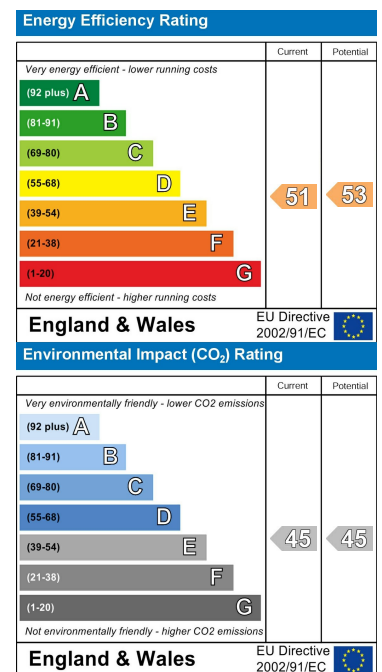 Energy Efficiency Rating
Current Potential
Very energy efficient - lower running costs
(92 plus) A
(81-91) B
(69-80) C
(55-68) D
(39-54) E
(21-38) F
(1-20) G
51 53
Not energy efficient - higher running costs
England & Wales
EU Directive
2002/91/EC
Environmental Impact (CO₂) Rating
Current Potential
Very environmentally friendly - lower CO2 emissions
(92 plus) A
(81-91) B
(69-80) C
(55-68) D
(39-54) E
(21-38) F
(1-20) G
45 45
Not environmentally friendly - higher CO2 emissions
England & Wales
EU Directive
2002/91/EC